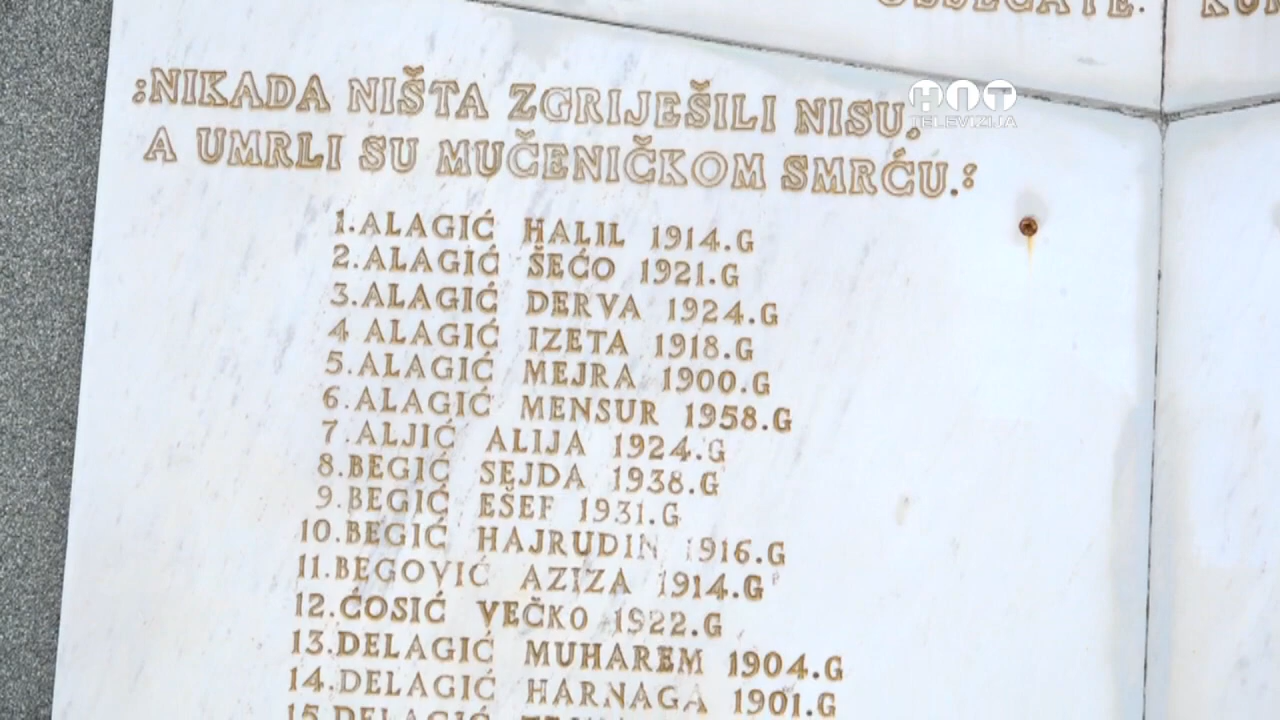 HIT
TELEVIZIJA
:NIKADA NIŠTA ZGRIJEŠILI NISU,
A UMRLI SU MUČENIČKOM SMRĆU.:
1.ALAGIĆ HALIL 1914.G
2.ALAGIĆ ŠEĆO 1921.G
3.ALAGIĆ DERVA 1924.G
4 ALAGIĆ IZETA 1918.G
5.ALAGIĆ MEJRA 1900.G
6.ALAGIĆ MENSUR 1958.G
7.ALJIĆ ALIJA 1924.G
8.BEGIĆ SEJDA 1938.G
9.BEGIĆ EŠEF 1931.G
10.BEGIĆ HAJRUDIN 1916.G
11.BEGOVIĆ AZIZA 1914.G
12.ĆOSIĆ VEČKO 1922.G
13.DELAGIĆ MUHAREM 1904.G
14.DELAGIĆ HARNAGA 1901.G
15.DELAGIĆ